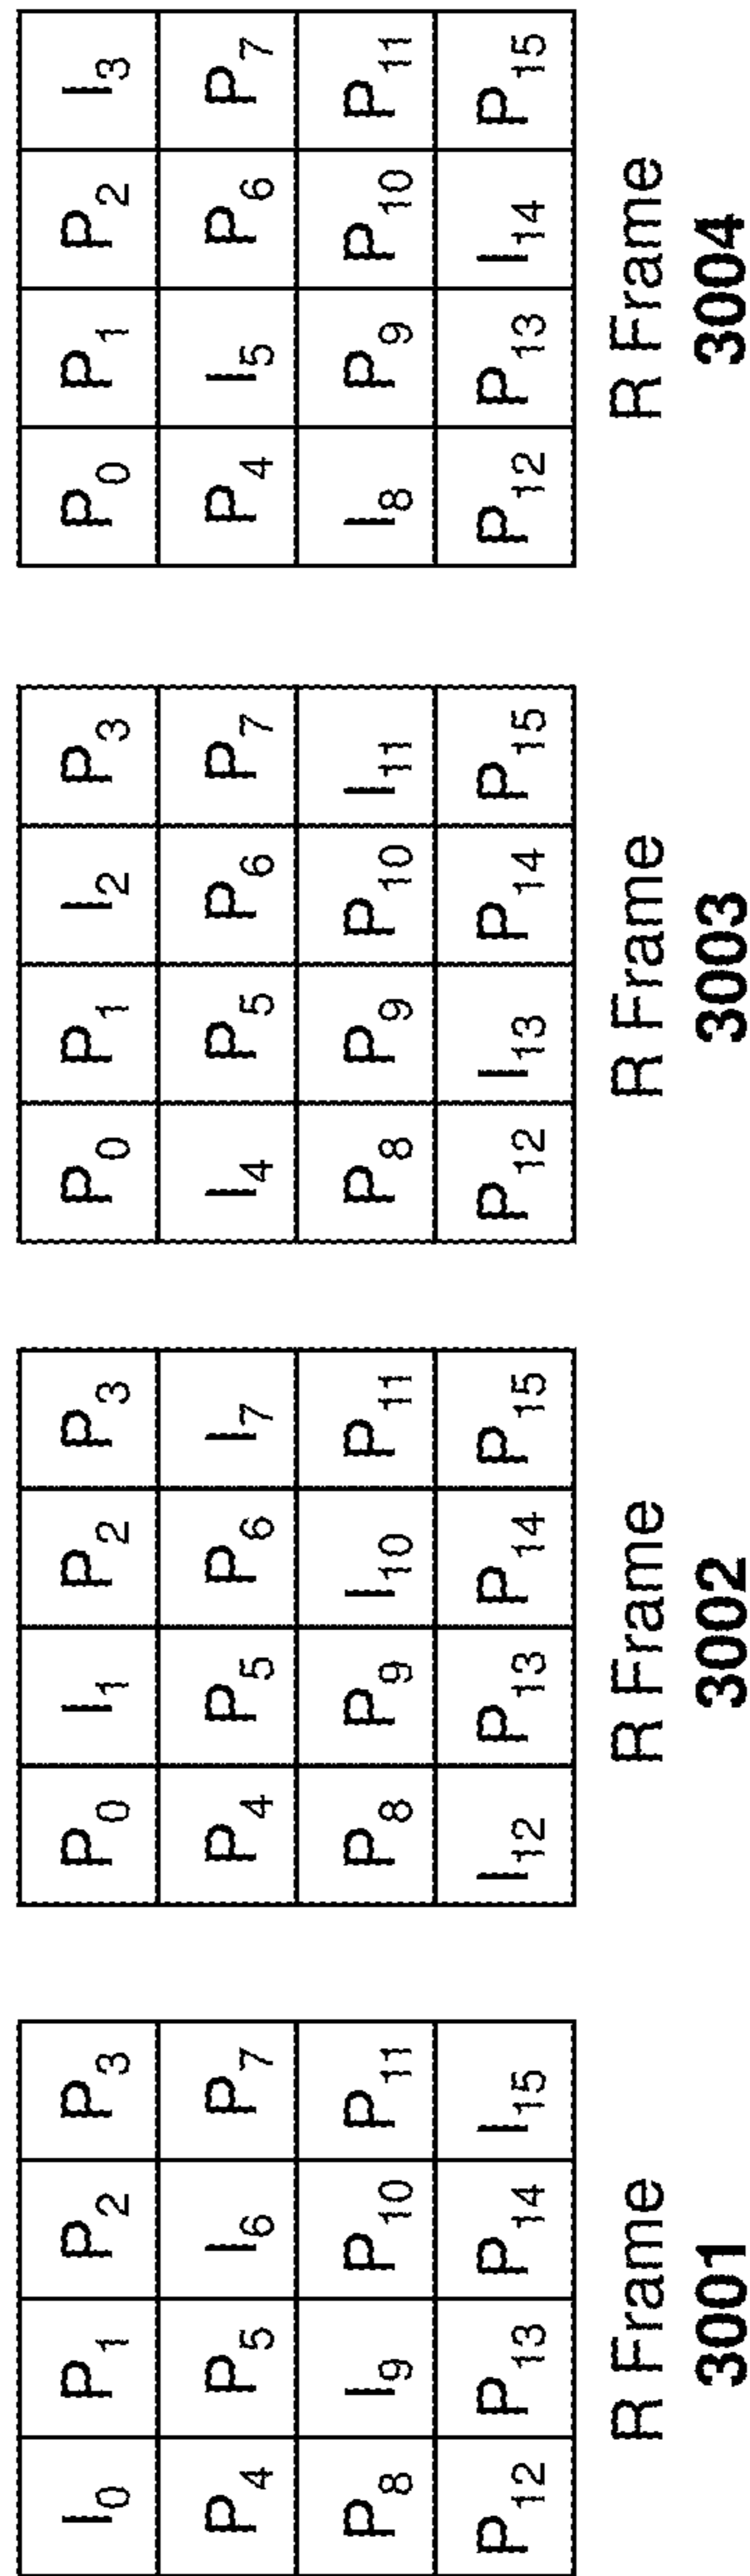 I0 P1 P2 P3
P4 P5 I6 P7
P8 I9 P10 P11
P12 P13 P14 I15
R Frame
3001
P0 I1 P2 P3
P4 P5 P6 I7
P8 P9 I10 P11
I12 P13 P14 P15
R Frame
3002
P0 P1 I2 P3
I4 P5 P6 P7
P8 P9 P10 I11
P12 I13 P14 P15
R Frame
3003
P0 P1 P2 I3
P4 I5 P6 P7
I8 P9 P10 P11
P12 P13 I14 P15
R Frame
3004